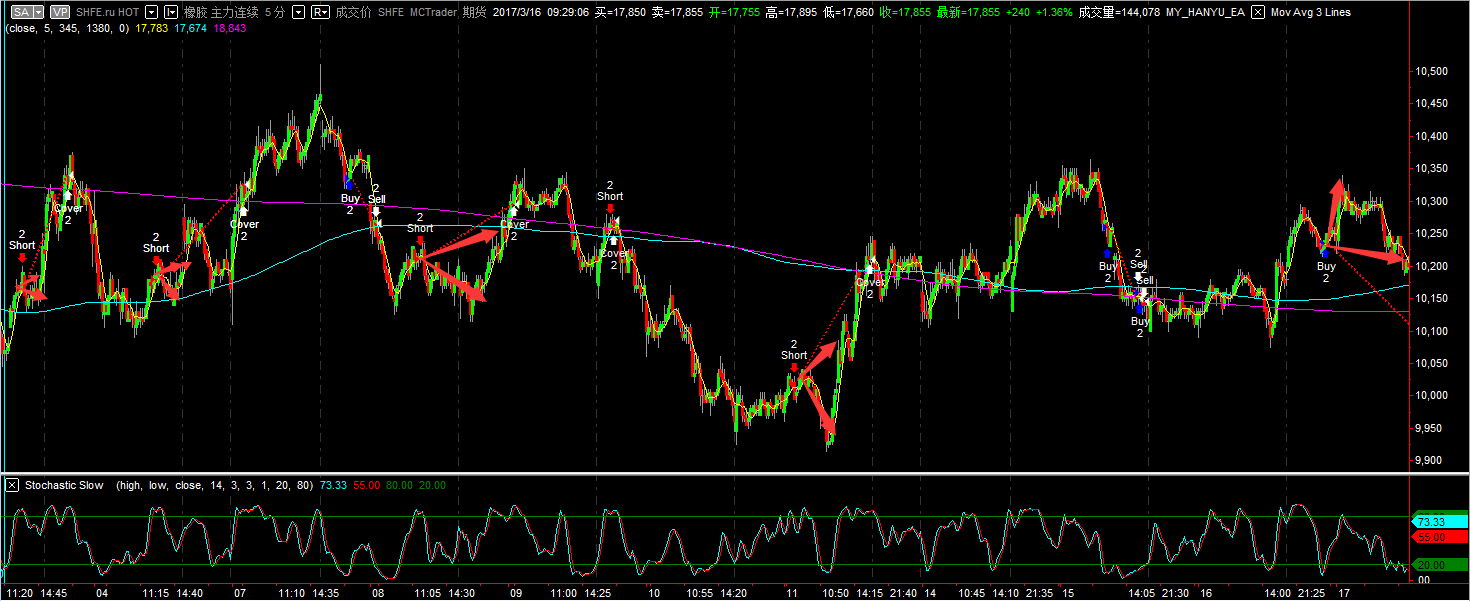 SA VP SHFE.ru HOT 橡胶 主力连续 5 分 R 成交价 SHFE MCTrader 期货 2017/3/16 09:29:06 买=17,850 卖=17,855 开=17,755 高=17,895 低=17,660 收=17,855 最新=17,855 +240 +1.36% 成交量=144,078 MY_HANYU_EA Mov Avg 3 Lines
(close, 5, 345, 1380, 0) 17,783 17,674 18,843
10,500
10,450
10,400
10,350
10,300
10,250
10,200
10,150
10,100
10,050
10,000
9,950
9,900
2
Short
Cover
2
2
Short
Cover
2
Buy
2
2
Sell
2
Short
Cover
2
2
Short
Cover
2
2
Short
Cover
2
Buy
2
2
Sell
Sell
Buy
2
Buy
2
Stochastic Slow (high, low, close, 14, 3, 3, 1, 20, 80) 73.33 55.00 80.00 20.00
73.33
55.00
20.00
00
11:20 14:45 04 11:15 14:40 07 11:10 14:35 08 11:05 14:30 09 11:00 14:25 10 10:55 14:20 11 10:50 14:15 21:40 14 10:45 14:10 21:35 15 14:05 21:30 16 14:00 21:25 17